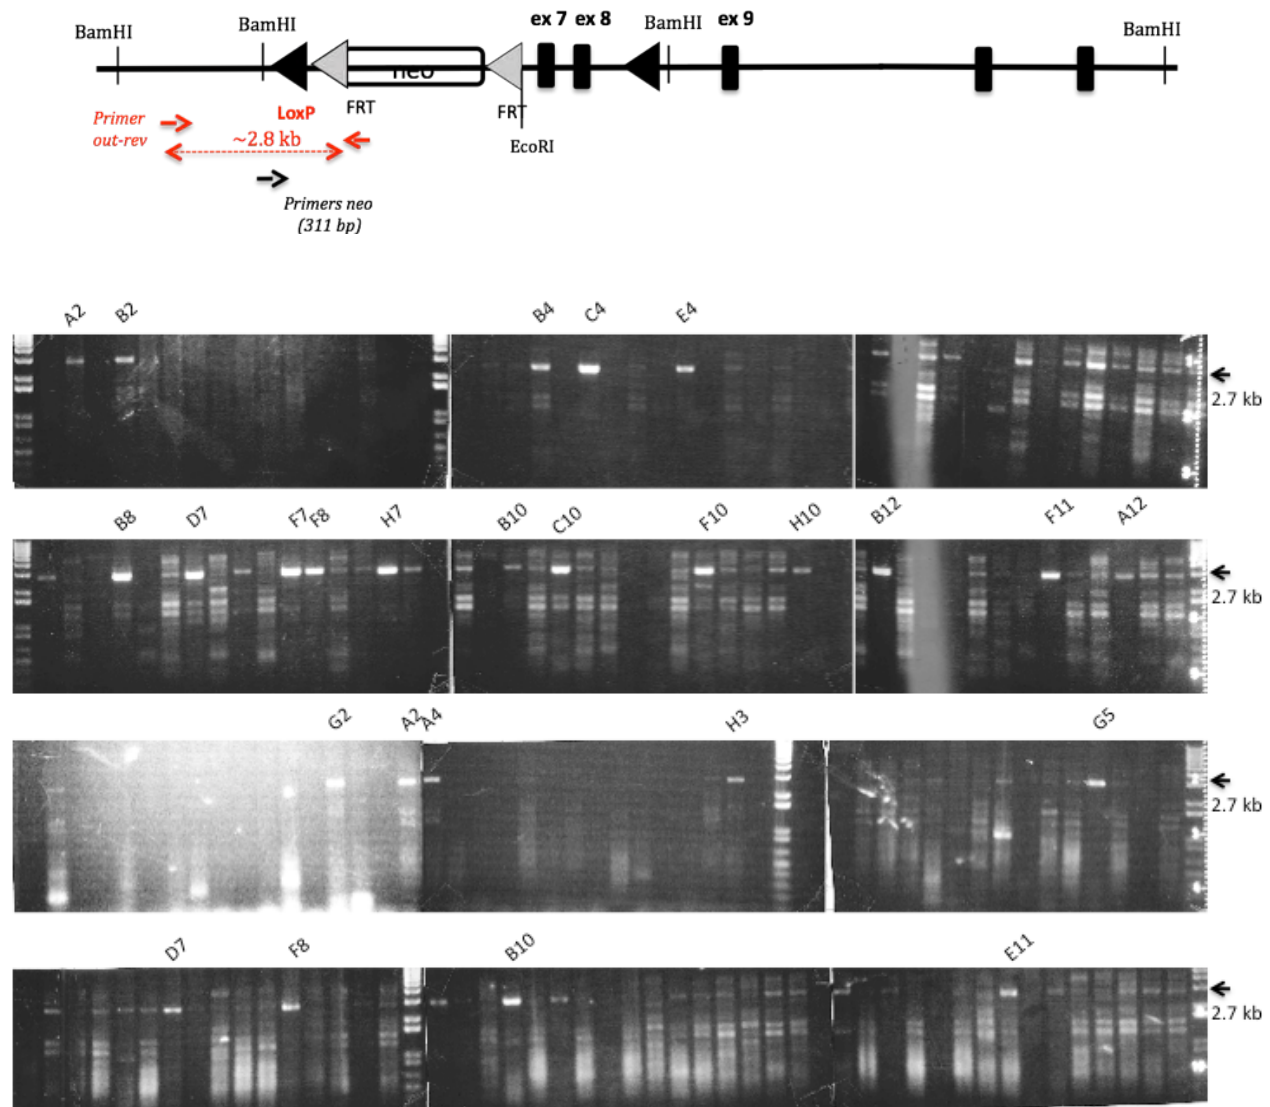 BamHI
BamHI
ex 7 ex 8
BamHI
ex 9
BamHI
neo
Primer
out-rev
LoxP
FRT
FRT
~2.8 kb
EcoRI
Primers neo
(311 bp)
A2
B2
B4
C4
E4
2.7 kb
B8
D7
F7
F8
H7
B10
C10
F10
H10
B12
F11
A12
2.7 kb
G2
A2
A4
H3
G5
2.7 kb
D7
F8
B10
E11
2.7 kb